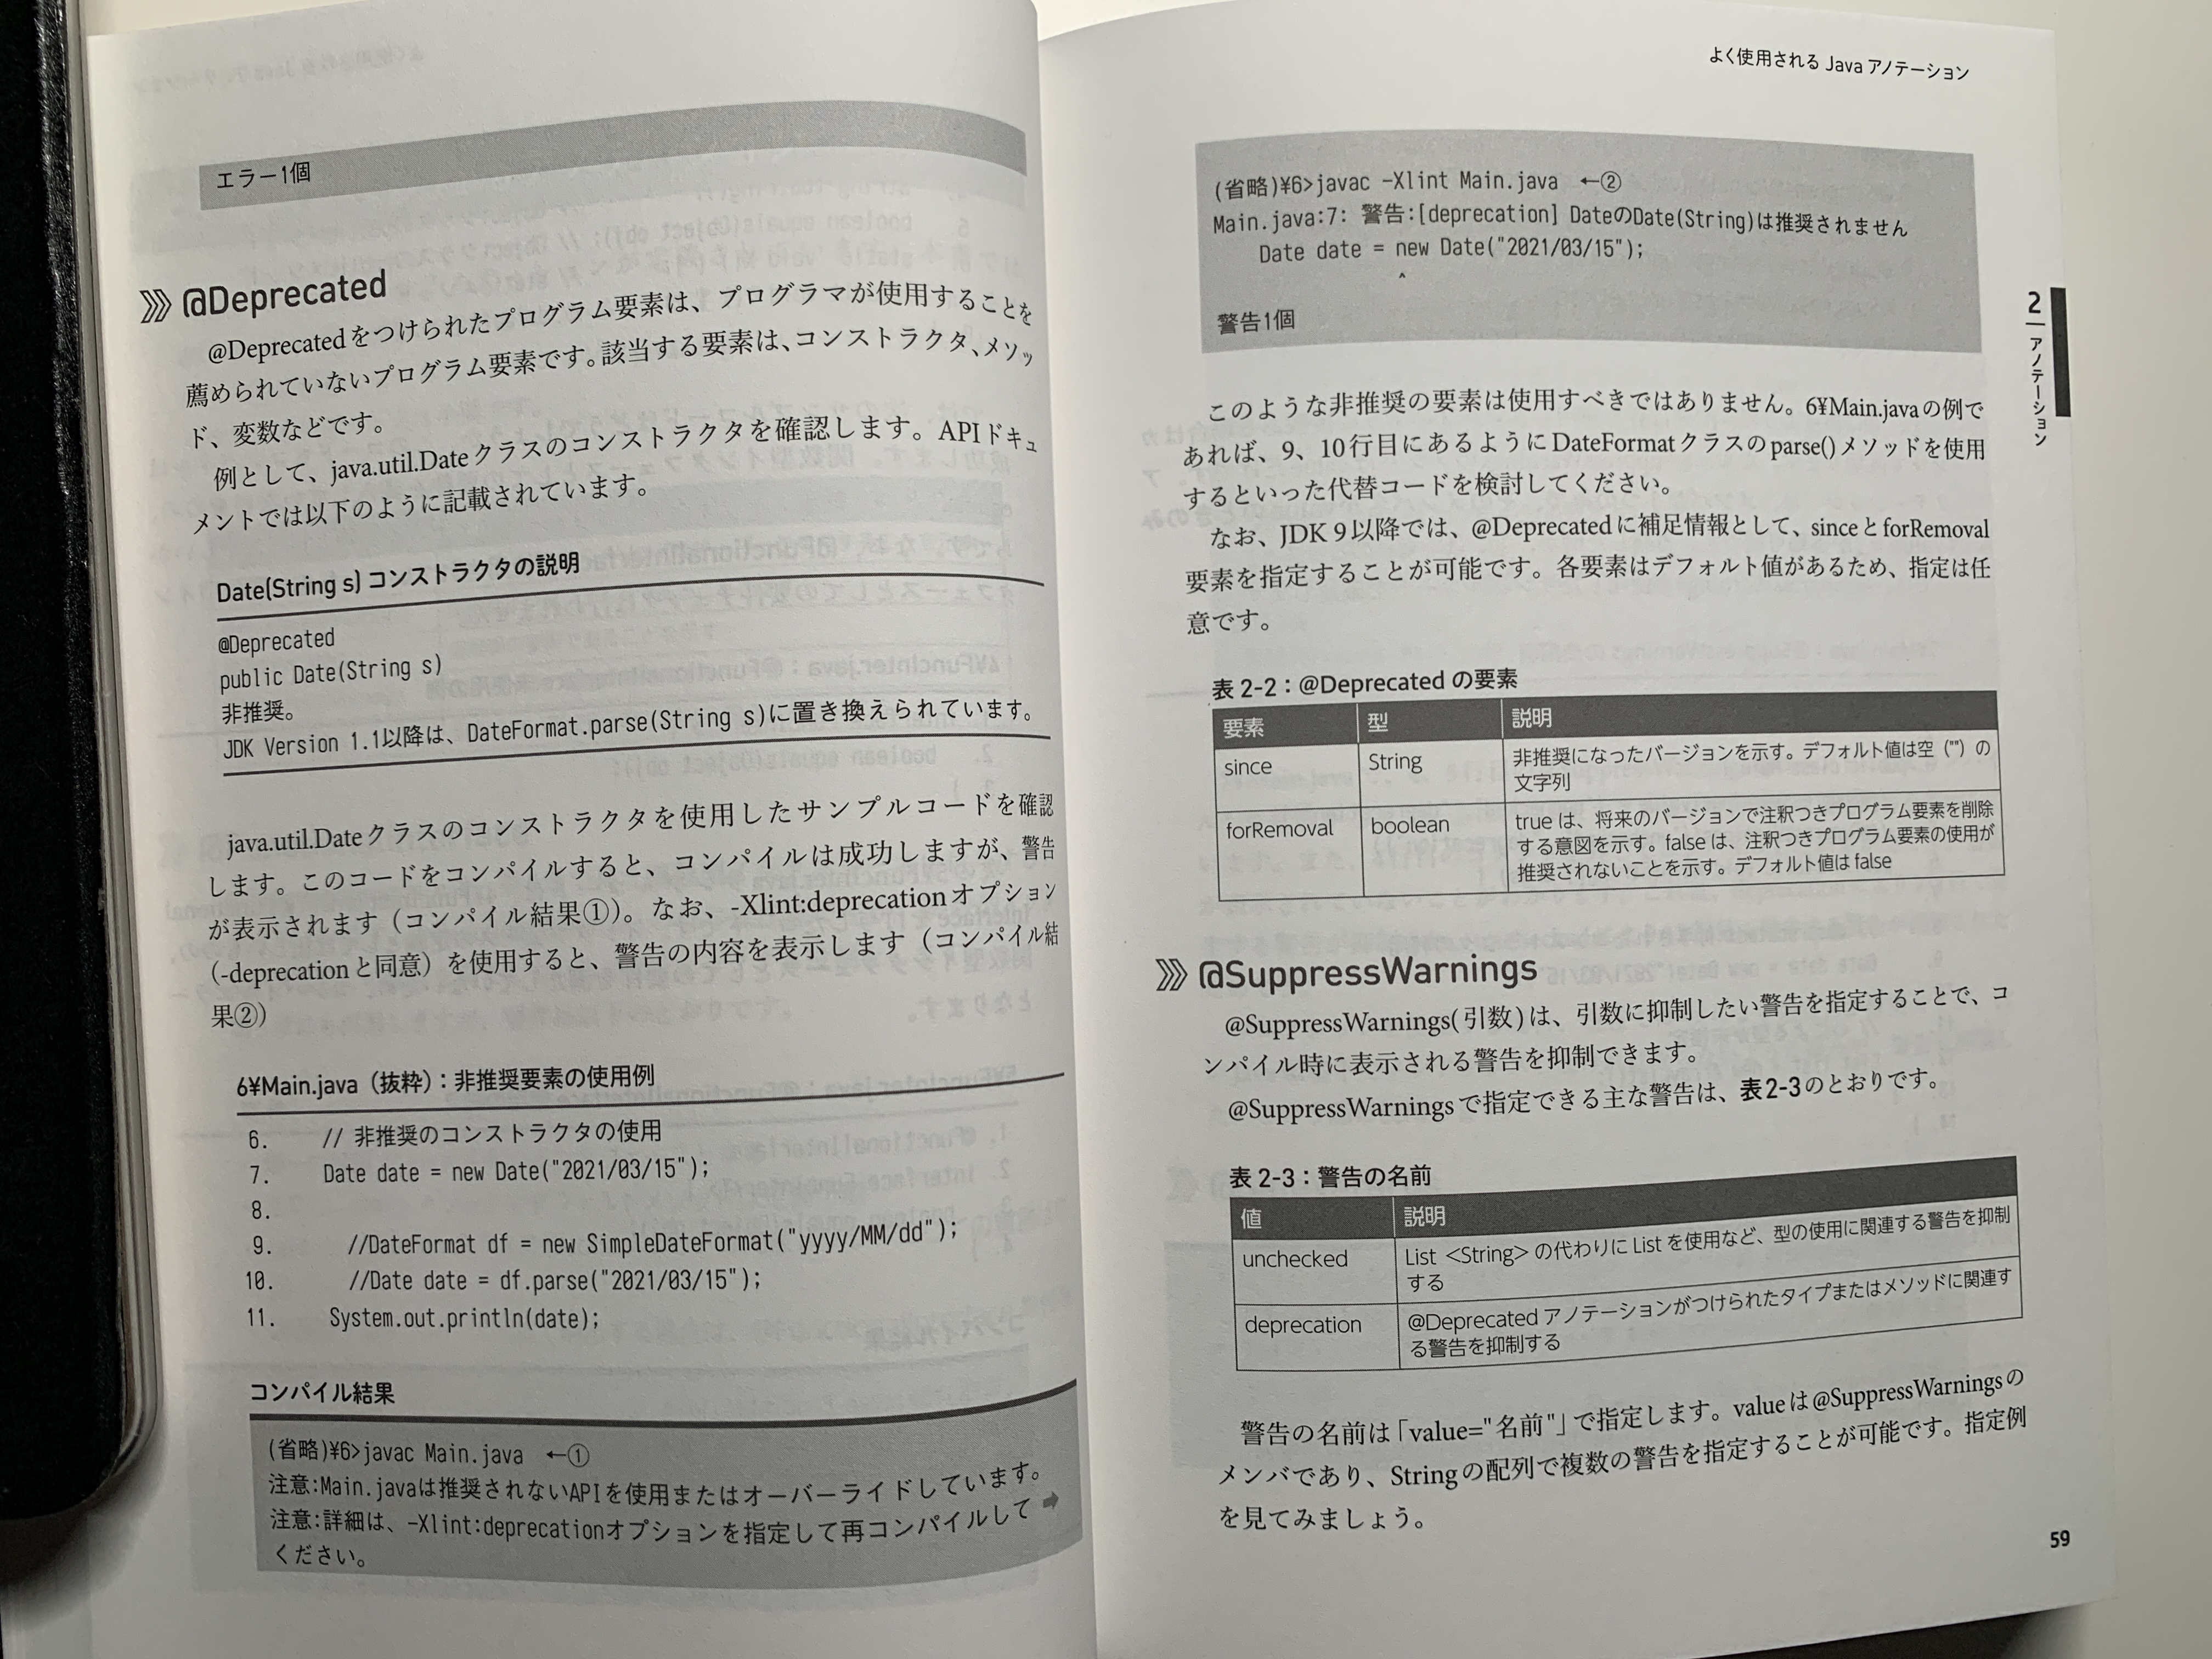 エラー1個
@Deprecated
@Deprecatedをつけられたプログラム要素は、プログラマが使用することを
薦められていないプログラム要素です。該当する要素は、コンストラクタ、メソッ
ド、変数などです。
例として、java.util.Dateクラスのコンストラクタを確認します。APIドキュ
メントでは以下のように記載されています。
Date(String s) コンストラクタの説明
@Deprecated
public Date(String s)
非推奨。
JDK Version 1.1以降は、DateFormat.parse(String s)に置き換えられています。
java.util.Dateクラスのコンストラクタを使用したサンプルコードを確認
します。このコードをコンパイルすると、コンパイルは成功しますが、警告
が表示されます（コンパイル結果①）。なお、-Xlint:deprecationオプション
（-deprecationと同意）を使用すると、警告の内容を表示します（コンパイル結
果②）
6¥Main.java（抜粋）：非推奨要素の使用例
6. // 非推奨のコンストラクタの使用
7. Date date = new Date("2021/03/15");
8.
9. //DateFormat df = new SimpleDateFormat("yyyy/MM/dd");
10. //Date date = df.parse("2021/03/15");
11. System.out.println(date);
コンパイル結果
(省略)¥6>javac Main.java ←①
注意:Main.javaは推奨されないAPIを使用またはオーバーライドしています。
注意:詳細は、-Xlint:deprecationオプションを指定して再コンパイルして ➡
ください。
よく使用される Java アノテーション
(省略)¥6>javac -Xlint Main.java ←②
Main.java:7: 警告:[deprecation] DateのDate(String)は推奨されません
Date date = new Date("2021/03/15");
^
警告1個
2 アノテーション
このような非推奨の要素は使用すべきではありません。6¥Main.javaの例で
あれば、9、10行目にあるようにDateFormatクラスのparse()メソッドを使用
するといった代替コードを検討してください。
なお、JDK 9以降では、@Deprecatedに補足情報として、sinceとforRemoval
要素を指定することが可能です。各要素はデフォルト値があるため、指定は任
意です。
表 2-2：@Deprecated の要素
要素 型 説明
since String 非推奨になったバージョンを示す。デフォルト値は空（""）の
文字列
forRemoval boolean true は、将来のバージョンで注釈つきプログラム要素を削除
する意図を示す。false は、注釈つきプログラム要素の使用が
推奨されないことを示す。デフォルト値は false
@SuppressWarnings
@SuppressWarnings(引数)は、引数に抑制したい警告を指定することで、コ
ンパイル時に表示される警告を抑制できます。
@SuppressWarningsで指定できる主な警告は、表2-3のとおりです。
表 2-3：警告の名前
値 説明
unchecked List <String> の代わりに List を使用など、型の使用に関連する警告を抑制
する
deprecation @Deprecated アノテーションがつけられたタイプまたはメソッドに関連す
る警告を抑制する
警告の名前は「value="名前"」で指定します。valueは@SuppressWarningsの
メンバであり、Stringの配列で複数の警告を指定することが可能です。指定例
を見てみましょう。
59